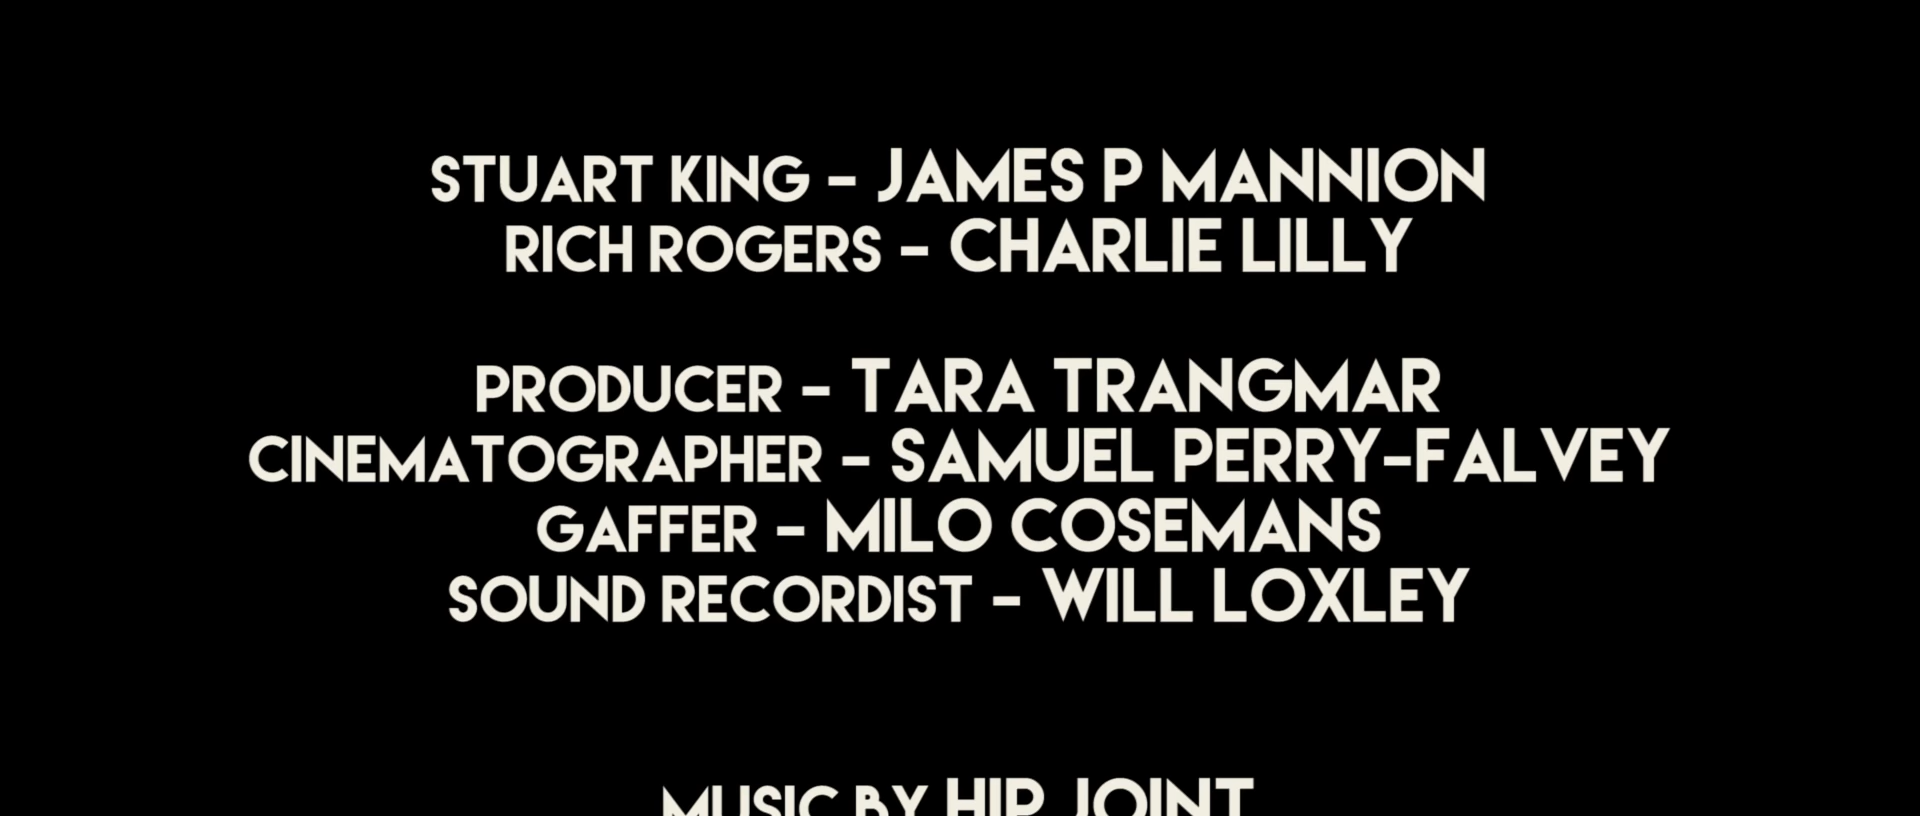 STUART KING - JAMES P MANNION
RICH ROGERS - CHARLIE LILLY
PRODUCER - TARA TRANGMAR
CINEMATOGRAPHER - SAMUEL PERRY-FALVEY
GAFFER - MILO COSEMANS
SOUND RECORDIST - WILL LOXLEY
MUSIC BY HIP JOINT